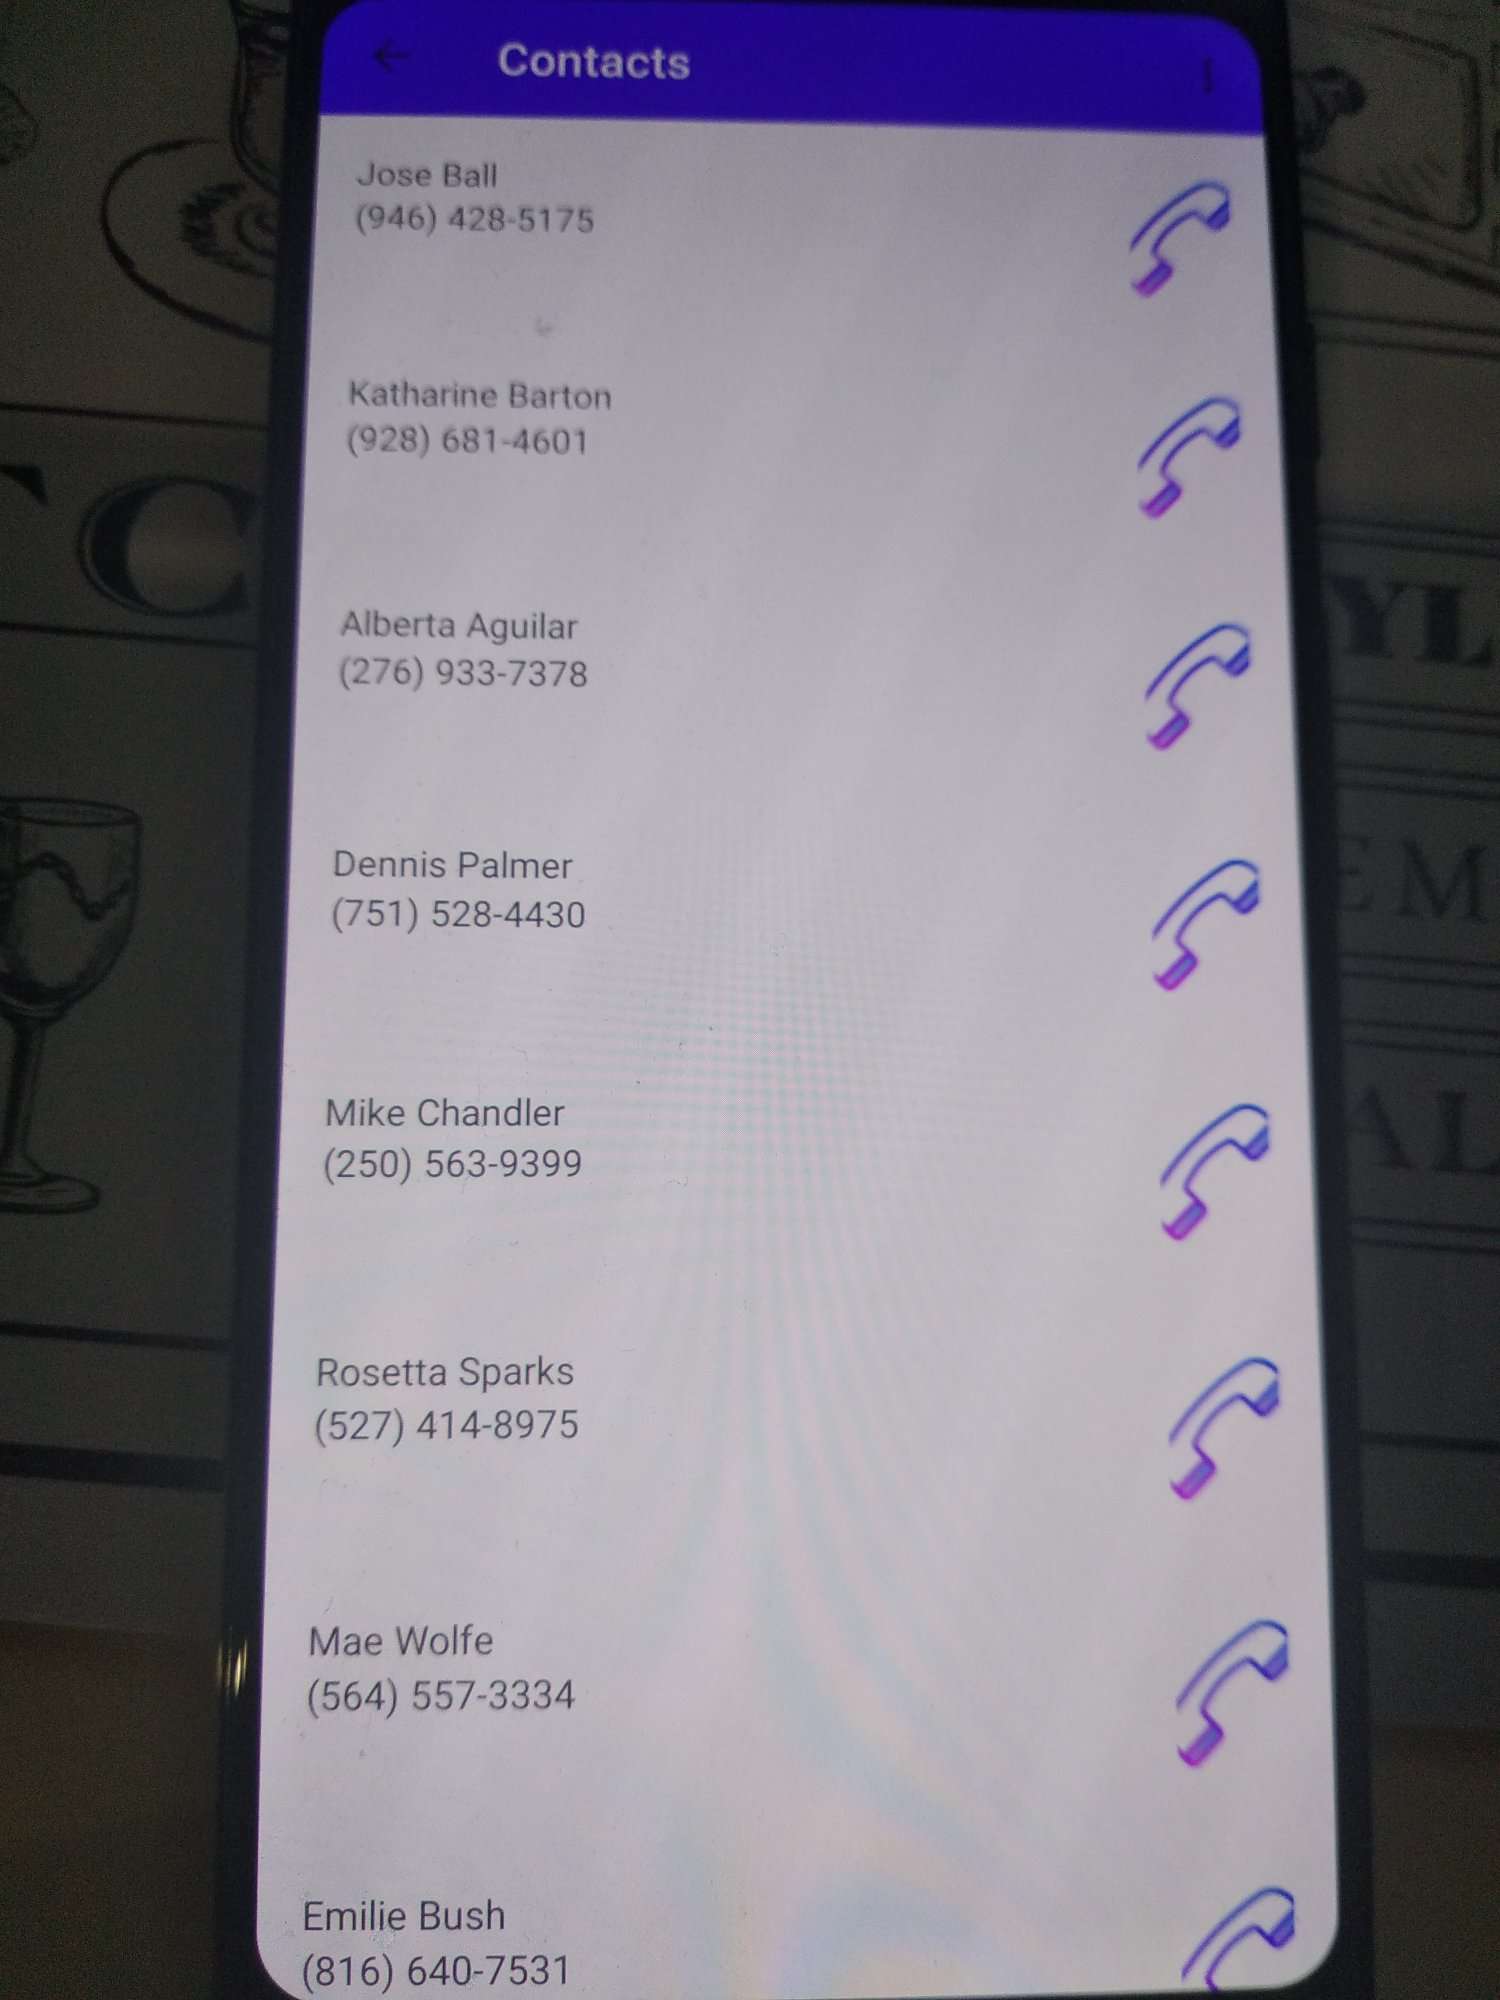 Contacts
Jose Ball
(946) 428-5175
Katharine Barton
(928) 681-4601
Alberta Aguilar
(276) 933-7378
Dennis Palmer
(751) 528-4430
Mike Chandler
(250) 563-9399
Rosetta Sparks
(527) 414-8975
Mae Wolfe
(564) 557-3334
Emilie Bush
(816) 640-7531